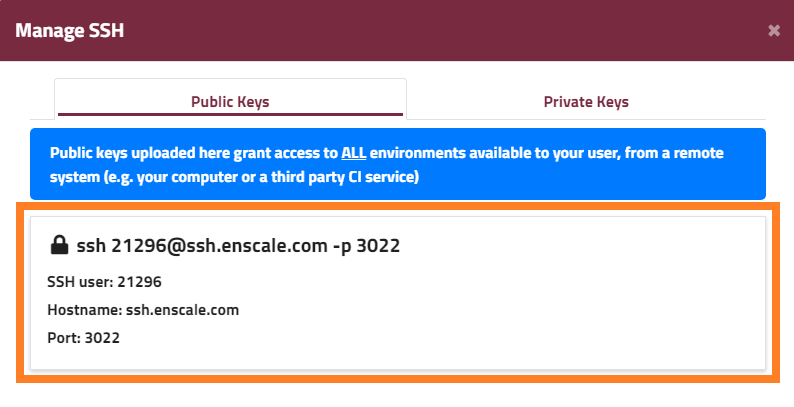 Manage SSH
Public Keys
Private Keys
Public keys uploaded here grant access to ALL environments available to your user, from a remote
system (e.g. your computer or a third party CI service)
ssh 21296@ssh.enscale.com -p 3022
SSH user: 21296
Hostname: ssh.enscale.com
Port: 3022